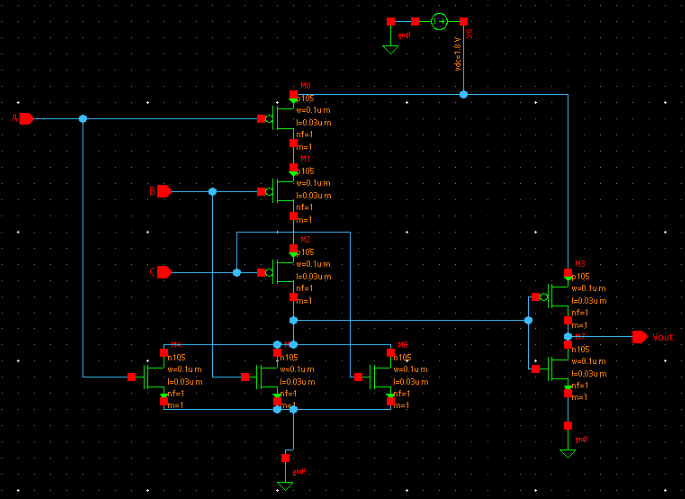 gnd!
V8
vdc=1.8 V
M0
p105
w=0.1u m
l=0.03u m
nf=1
m=1
A
M1
p105
w=0.1u m
l=0.03u m
nf=1
m=1
B
M2
p105
w=0.1u m
l=0.03u m
nf=1
m=1
C
M3
p105
w=0.1u m
l=0.03u m
nf=1
m=1
Vout
M4
n105
w=0.1u m
l=0.03u m
nf=1
m=1
n105
w=0.1u m
l=0.03u m
nf=1
m=1
M6
n105
w=0.1u m
l=0.03u m
nf=1
m=1
M7
n105
w=0.1u m
l=0.03u m
nf=1
m=1
gnd!
gnd!